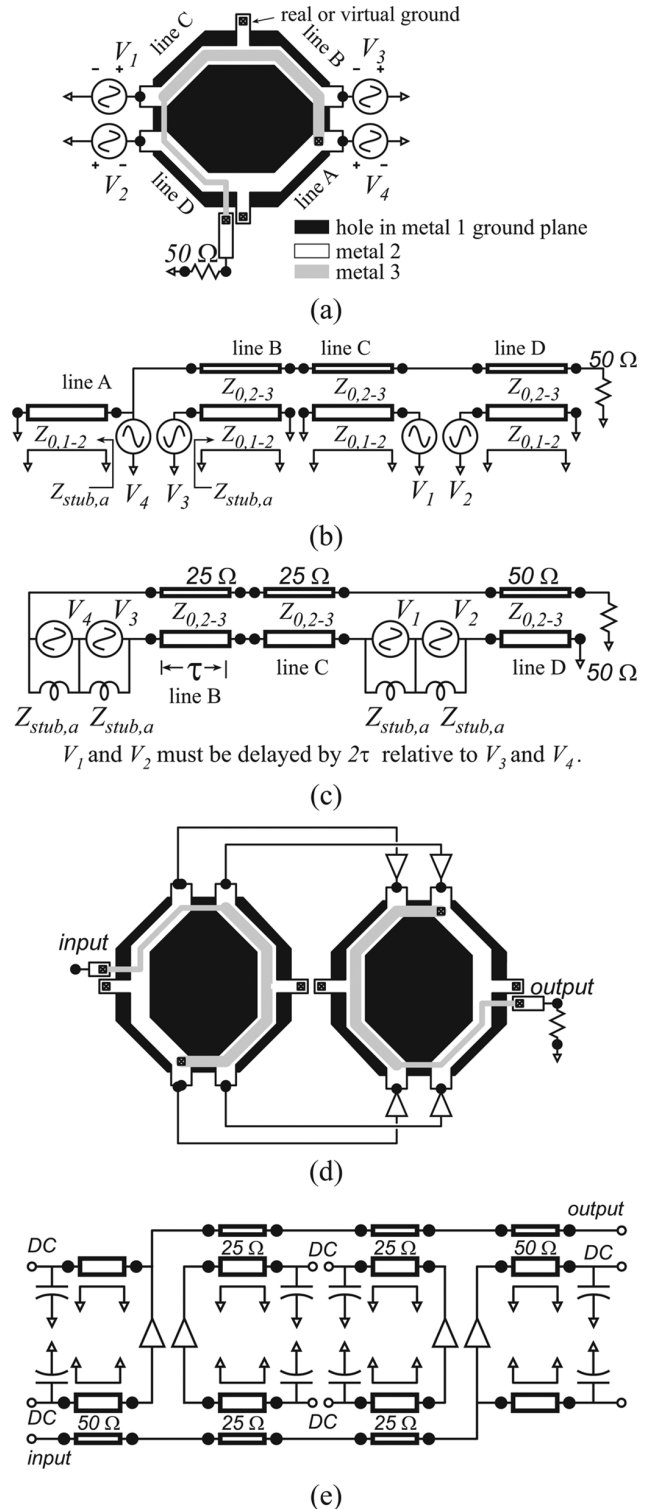 line C
real or virtual ground
line B
V1
V3
V2
V4
line D
line A
50 Ω
hole in metal 1 ground plane
metal 2
metal 3
(a)
line B
line C
line D
50 Ω
line A
Z0,2-3
Z0,2-3
Z0,2-3
Z0,1-2
Z0,1-2
Z0,1-2
Z0,1-2
Zstub,a
V4
V3
Zstub,a
V1
V2
(b)
25 Ω
25 Ω
50 Ω
V4
V3
Z0,2-3
Z0,2-3
V1
V2
Z0,2-3
τ
line C
line D
50 Ω
Zstub,a
Zstub,a
line B
Zstub,a
Zstub,a
V1 and V2 must be delayed by 2τ relative to V3 and V4.
(c)
input
output
(d)
output
DC
25 Ω
DC
25 Ω
50 Ω
DC
DC
50 Ω
25 Ω
DC
25 Ω
input
(e)